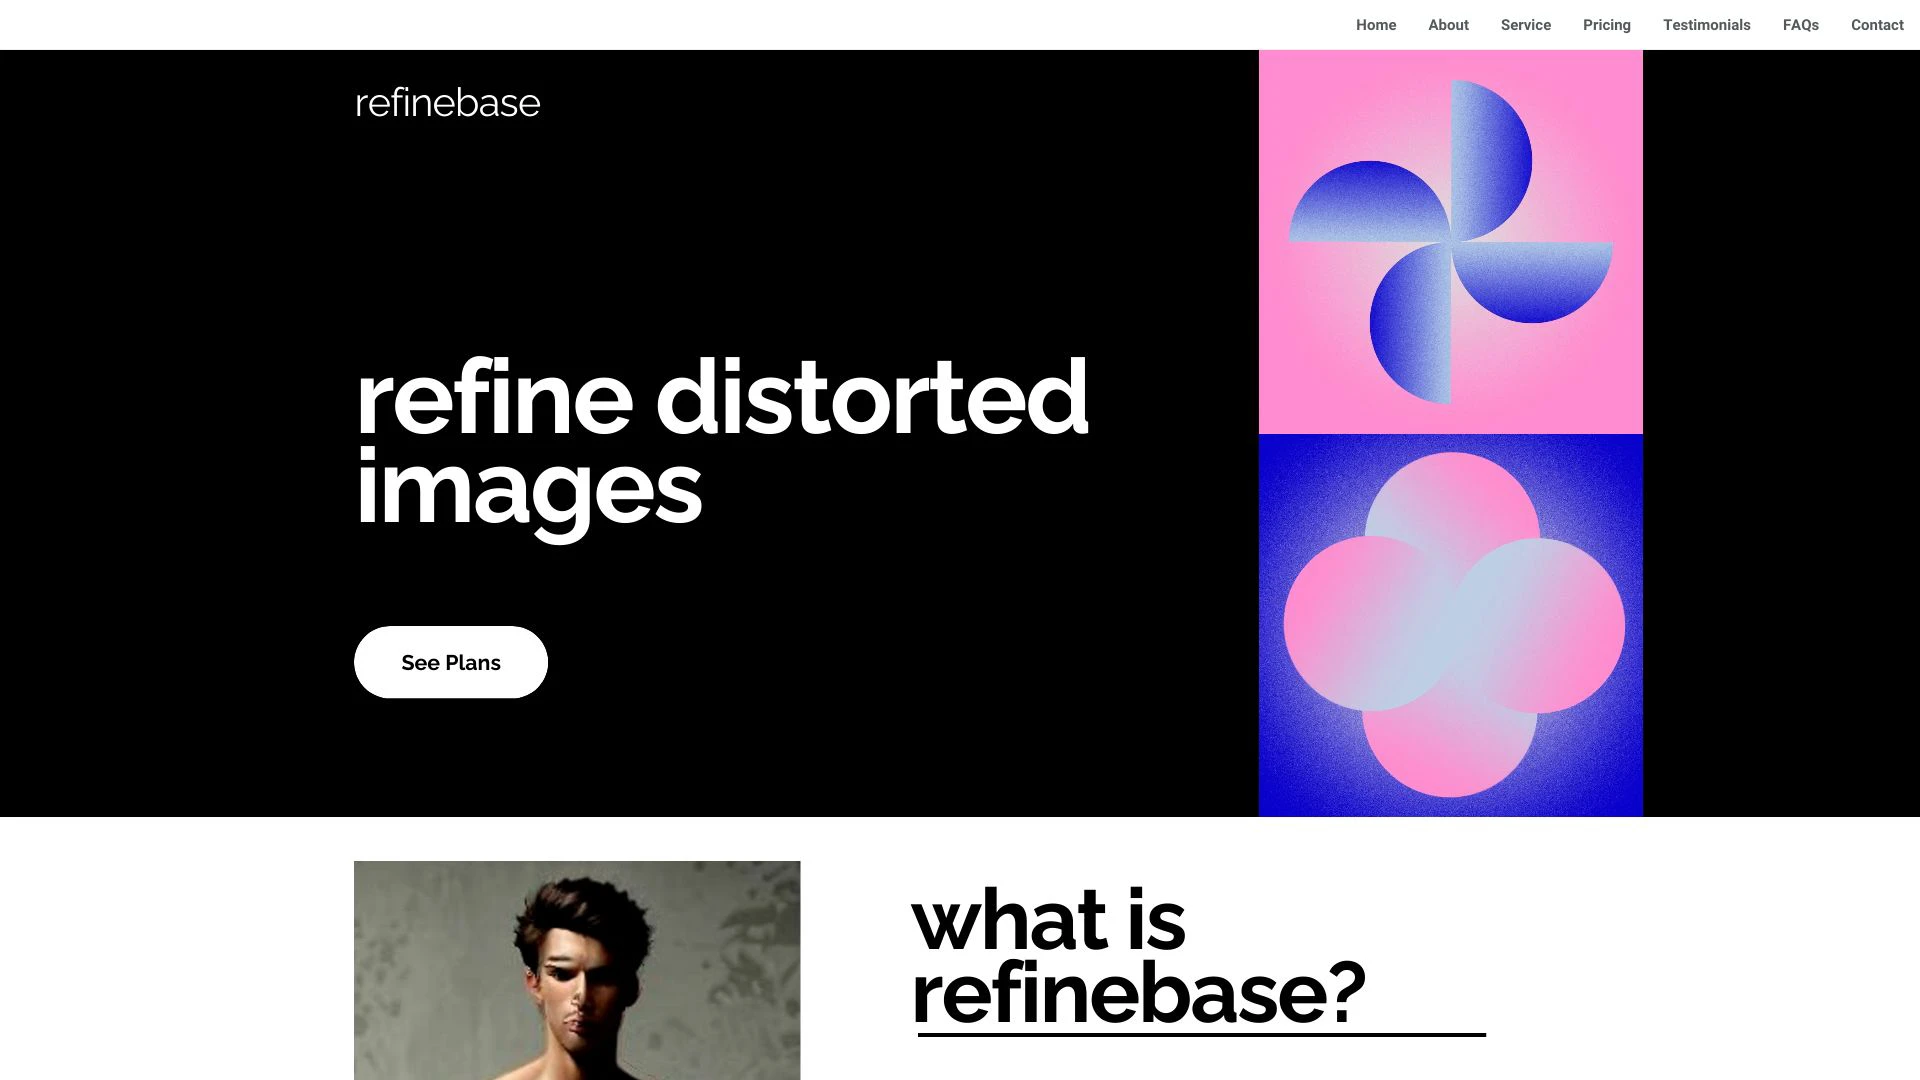 Home About Service Pricing Testimonials FAQs Contact
refinebase
refine distorted
images
See Plans
what is
refinebase?